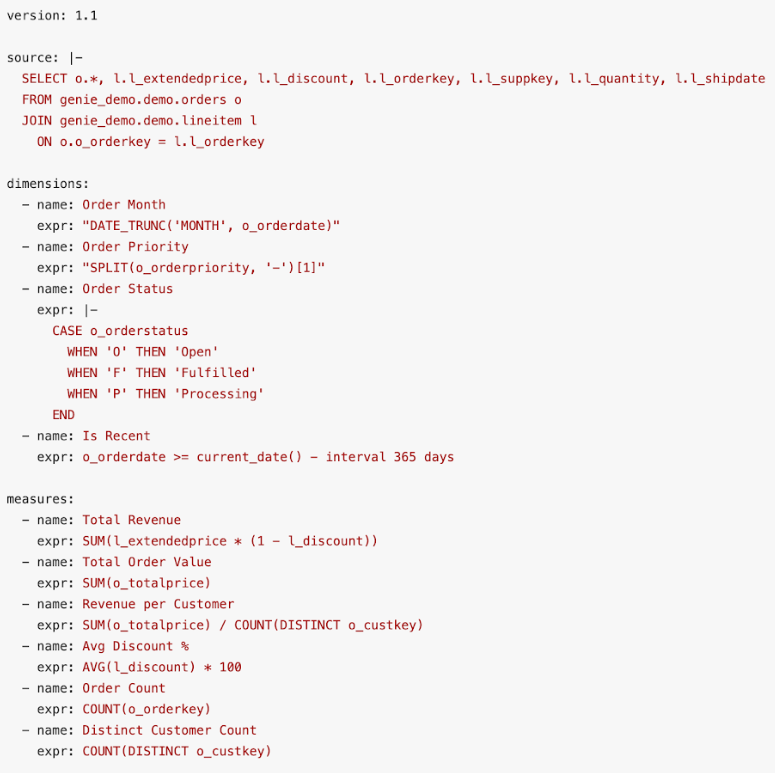 version: 1.1
source: |-
SELECT o.*, l.l_extendedprice, l.l_discount, l.l_orderkey, l.l_suppkey, l.l_quantity, l.l_shipdate
FROM genie_demo.demo.orders o
JOIN genie_demo.demo.lineitem l
ON o.o_orderkey = l.l_orderkey
dimensions:
- name: Order Month
expr: "DATE_TRUNC('MONTH', o_orderdate)"
- name: Order Priority
expr: "SPLIT(o_orderpriority, '-')[1]"
- name: Order Status
expr: |-
CASE o_orderstatus
WHEN 'O' THEN 'Open'
WHEN 'F' THEN 'Fulfilled'
WHEN 'P' THEN 'Processing'
END
- name: Is Recent
expr: o_orderdate >= current_date() - interval 365 days
measures:
- name: Total Revenue
expr: SUM(l_extendedprice * (1 - l_discount))
- name: Total Order Value
expr: SUM(o_totalprice)
- name: Revenue per Customer
expr: SUM(o_totalprice) / COUNT(DISTINCT o_custkey)
- name: Avg Discount %
expr: AVG(l_discount) * 100
- name: Order Count
expr: COUNT(o_orderkey)
- name: Distinct Customer Count
expr: COUNT(DISTINCT o_custkey)